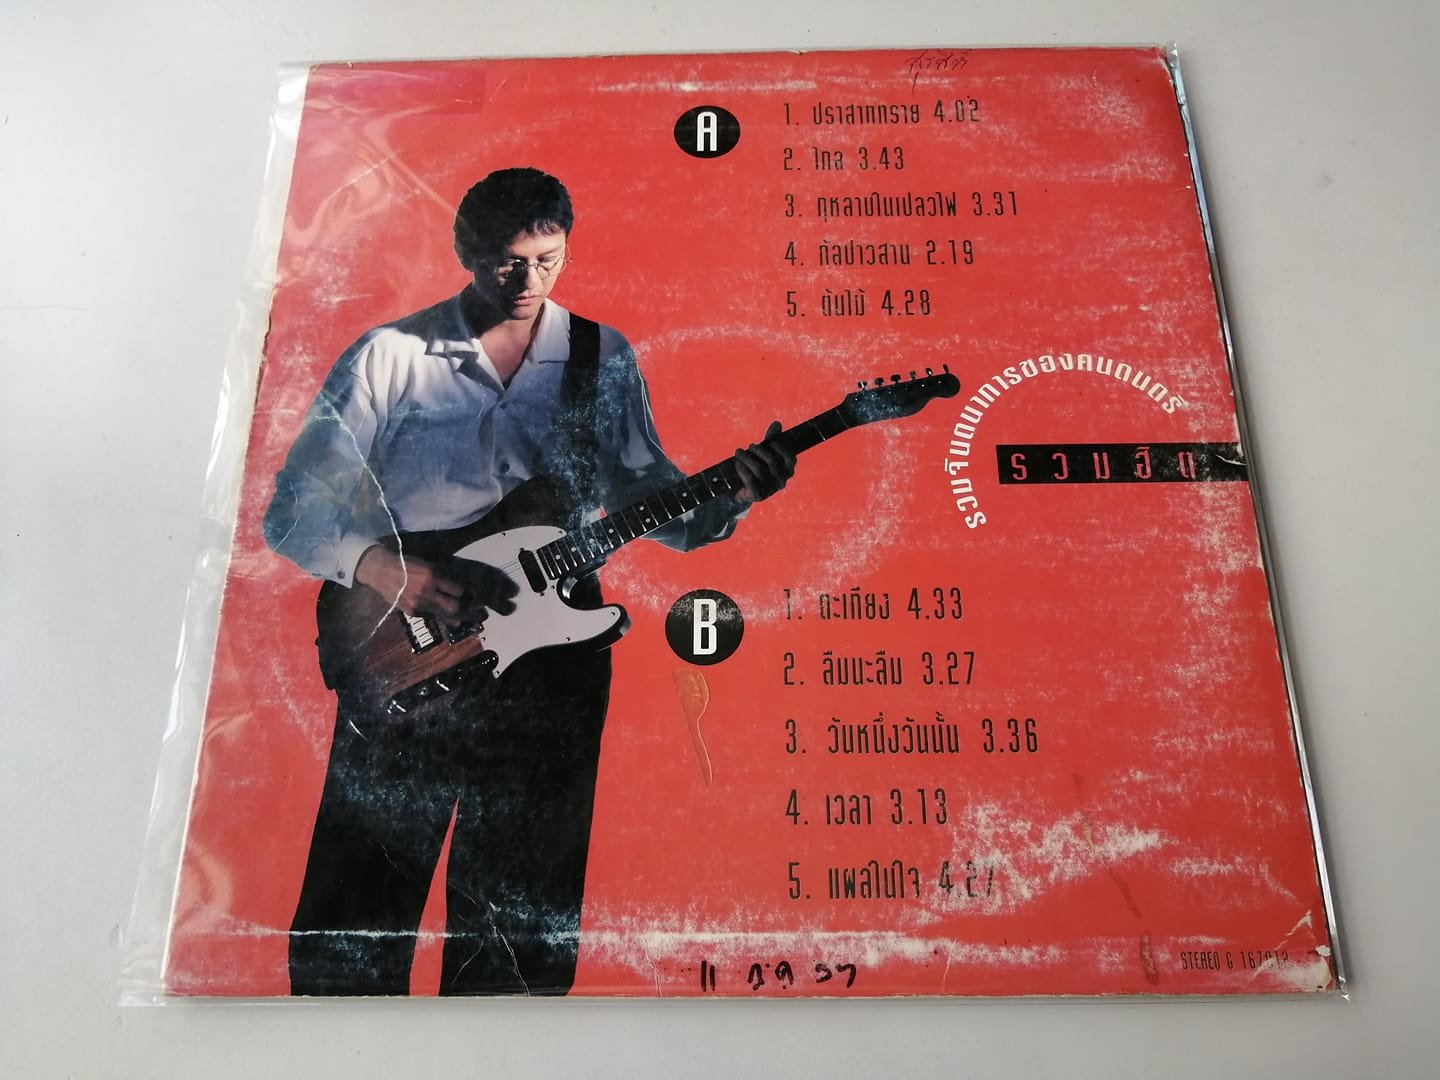 A
1. ปราสาททราย 4.02
2. ไกล 3.43
3. กุหลาบในเปลวไฟ 3.31
4. กัลปาวสาน 2.19
5. ต้นไม้ 4.28
รวมจินตนาการของคนดนตรี
รวมฮิต
B
1. ตะเกียง 4.33
2. ลืมนะลืม 3.27
3. วันหนึ่งวันนั้น 3.36
4. เวลา 3.13
5. แผลในใจ 4.27
STEREO G
11